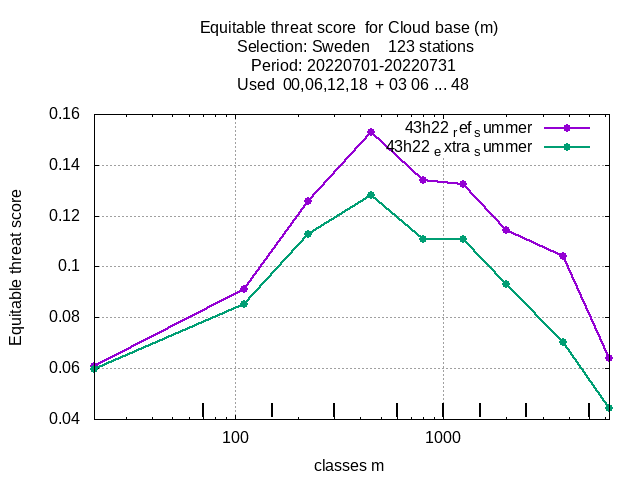 Equitable threat score  for Cloud base (m)
Selection: Sweden    123 stations
Period: 20220701-20220731
Used  00,06,12,18  + 03 06 ... 48
43h22 ref summer
43h22 extra summer
0.16
0.14
0.12
0.1
0.08
0.06
0.04
Equitable threat score
100
1000
classes m